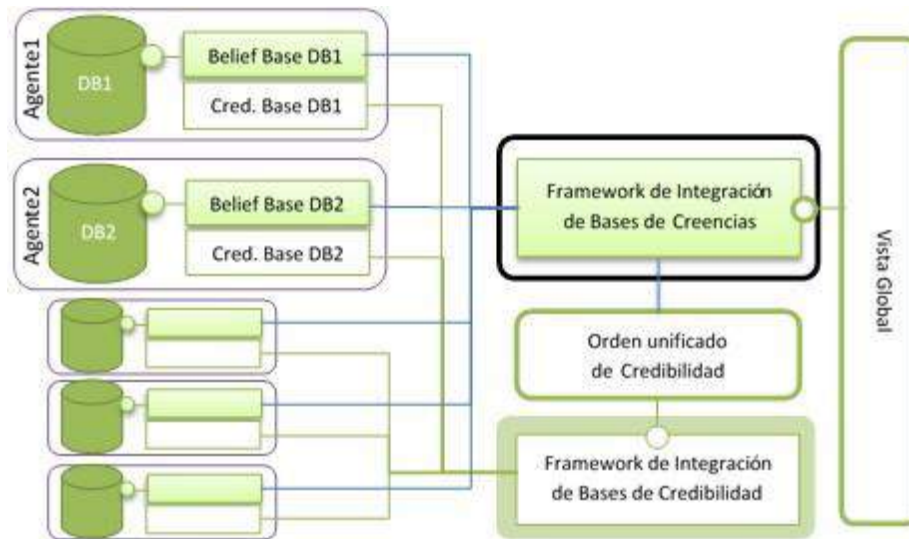 Agente1
DB1
Belief Base DB1
Cred. Base DB1
Agente2
DB2
Belief Base DB2
Cred. Base DB2
Framework de Integración
de Bases de Creencias
Orden unificado
de Credibilidad
Framework de Integración
de Bases de Credibilidad
Vista Global